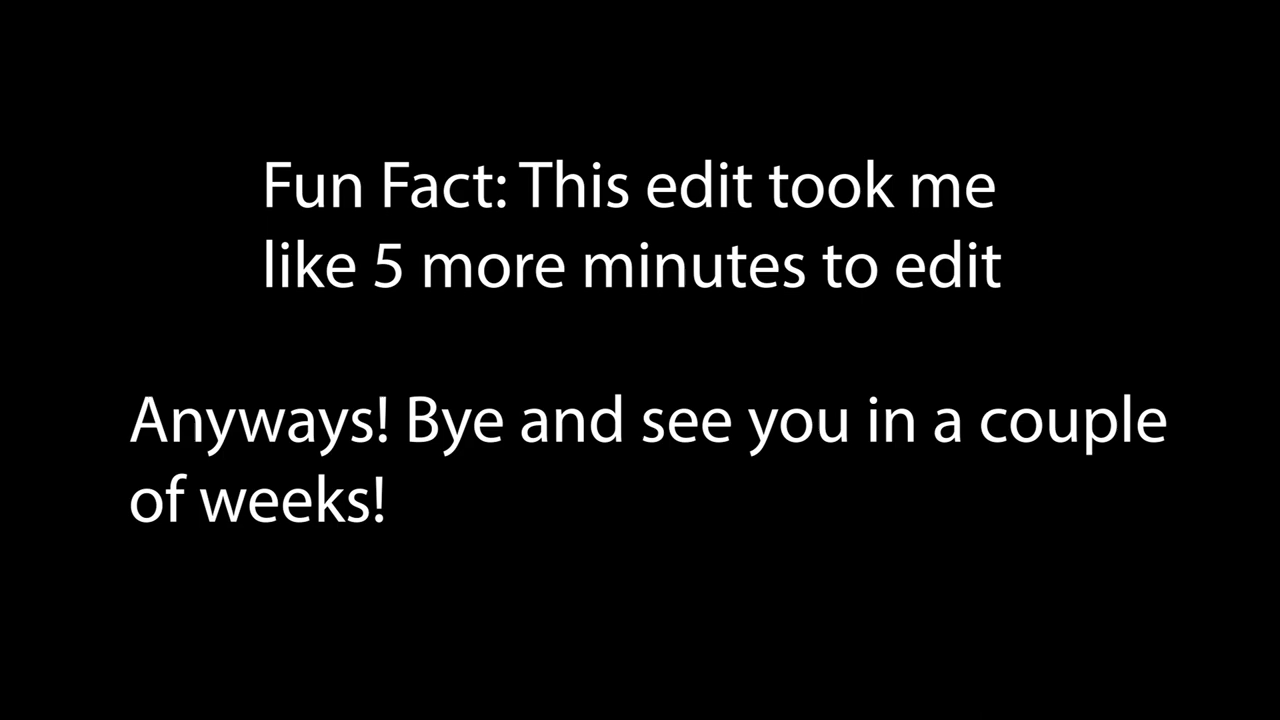 Fun Fact: This edit took me
like 5 more minutes to edit
Anyways! Bye and see you in a couple
of weeks!